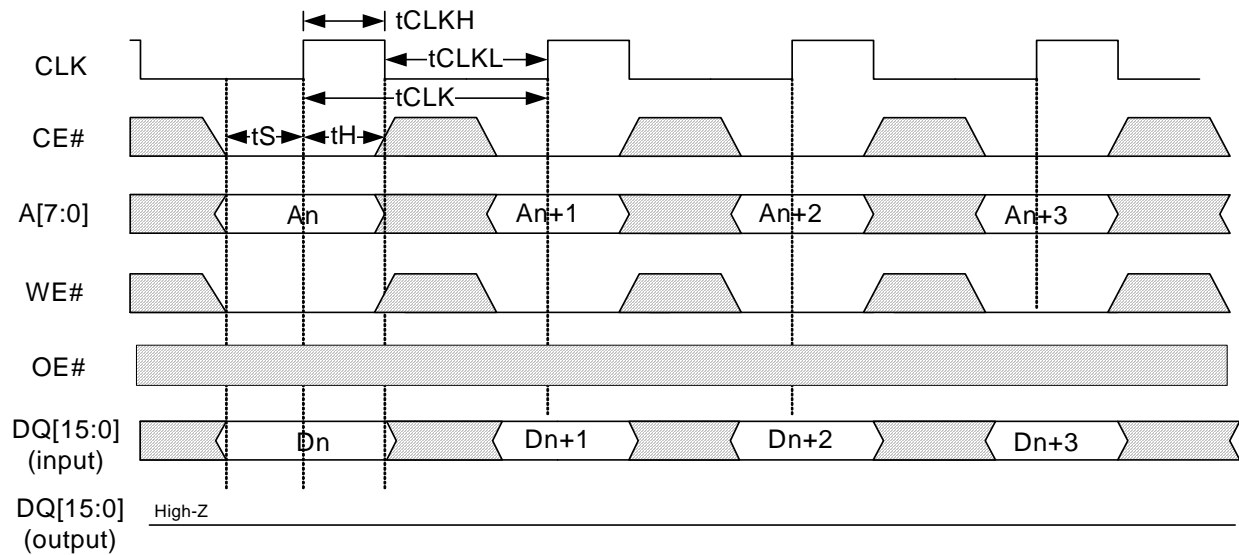 tCLKH
CLK
tCLKL
tCLK
CE#
tS
tH
A[7:0]
An
An+1
An+2
An+3
WE#
OE#
DQ[15:0]
(input)
Dn
Dn+1
Dn+2
Dn+3
DQ[15:0]
(output)
High-Z